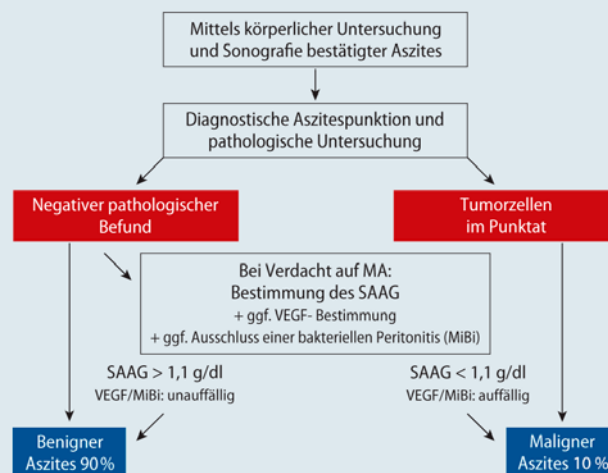 Mittels körperlicher Untersuchung
und Sonografie bestätigter Aszites
Diagnostische Aszitespunktion und
pathologische Untersuchung
Negativer pathologischer
Befund
Tumorzellen
im Punktat
Bei Verdacht auf MA:
Bestimmung des SAAG
+ ggf. VEGF- Bestimmung
+ ggf. Ausschluss einer bakteriellen Peritonitis (MiBi)
SAAG > 1,1 g/dl
VEGF/MiBi: unauffällig
SAAG < 1,1 g/dl
VEGF/MiBi: auffällig
Benigner
Aszites 90%
Maligner
Aszites 10 %